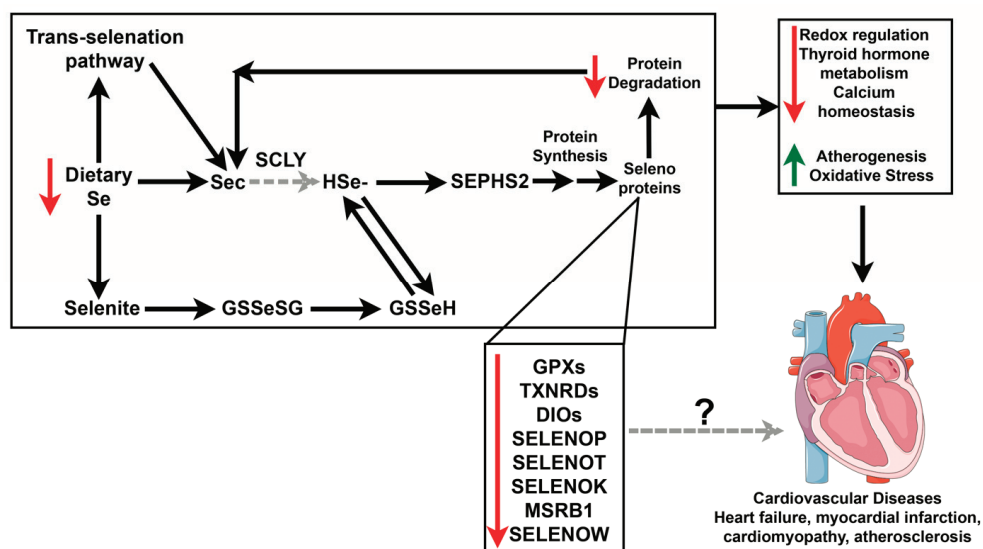 Trans-selenation
pathway
Dietary
Se
Selenite
Sec
SCLY
HSe-
GSSeSG
GSSeH
SEPHS2
Protein
Synthesis
Seleno
proteins
Protein
Degradation
Redox regulation
Thyroid hormone
metabolism
Calcium
homeostasis
Atherogenesis
Oxidative Stress
GPXs
TXNRDs
DIOs
SELENOP
SELENOT
SELENOK
MSRB1
SELENOW
?
Cardiovascular Diseases
Heart failure, myocardial infarction,
cardiomyopathy, atherosclerosis